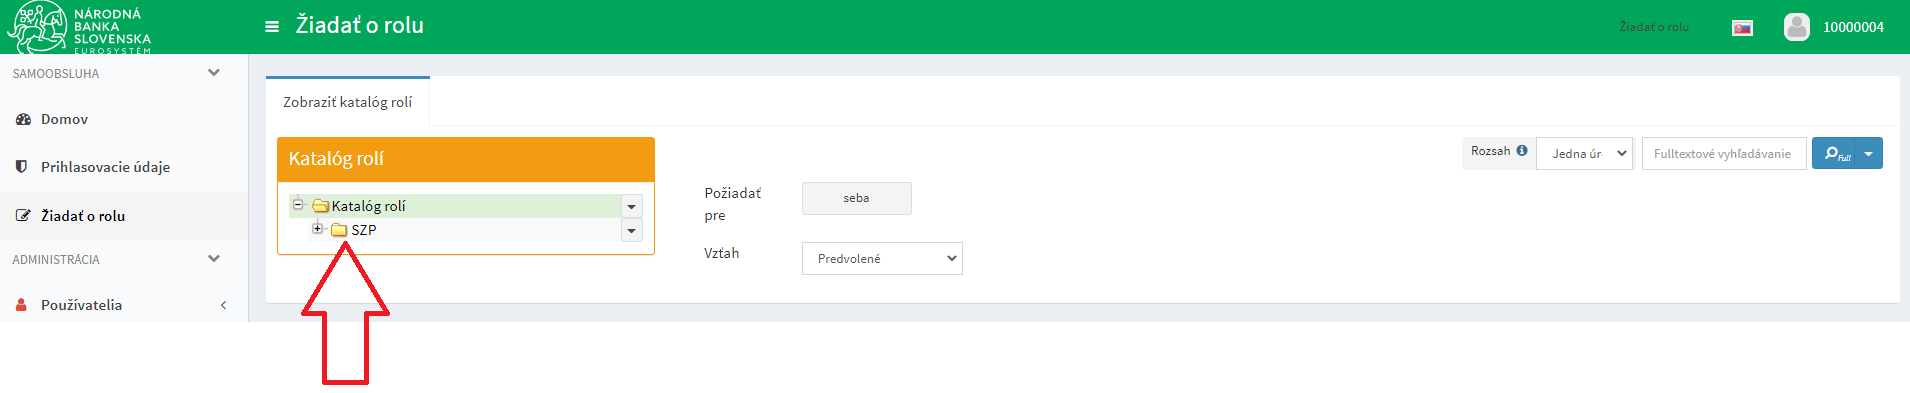 NÁRODNÁ
BANKA
SLOVENSKA
EUROSYSTÉM
Žiadať o rolu
Žiadať o rolu
10000004
SAMOOBSLUHA
Domov
Prihlasovacie údaje
Žiadať o rolu
ADMINISTRÁCIA
Používatelia
Zobraziť katalóg rolí
Katalóg rolí
Katalóg rolí
SZP
Požiadať
pre
seba
Vzťah
Predvolené
Rozsah
Jedna úr
Fulltextové vyhľadávanie
Full